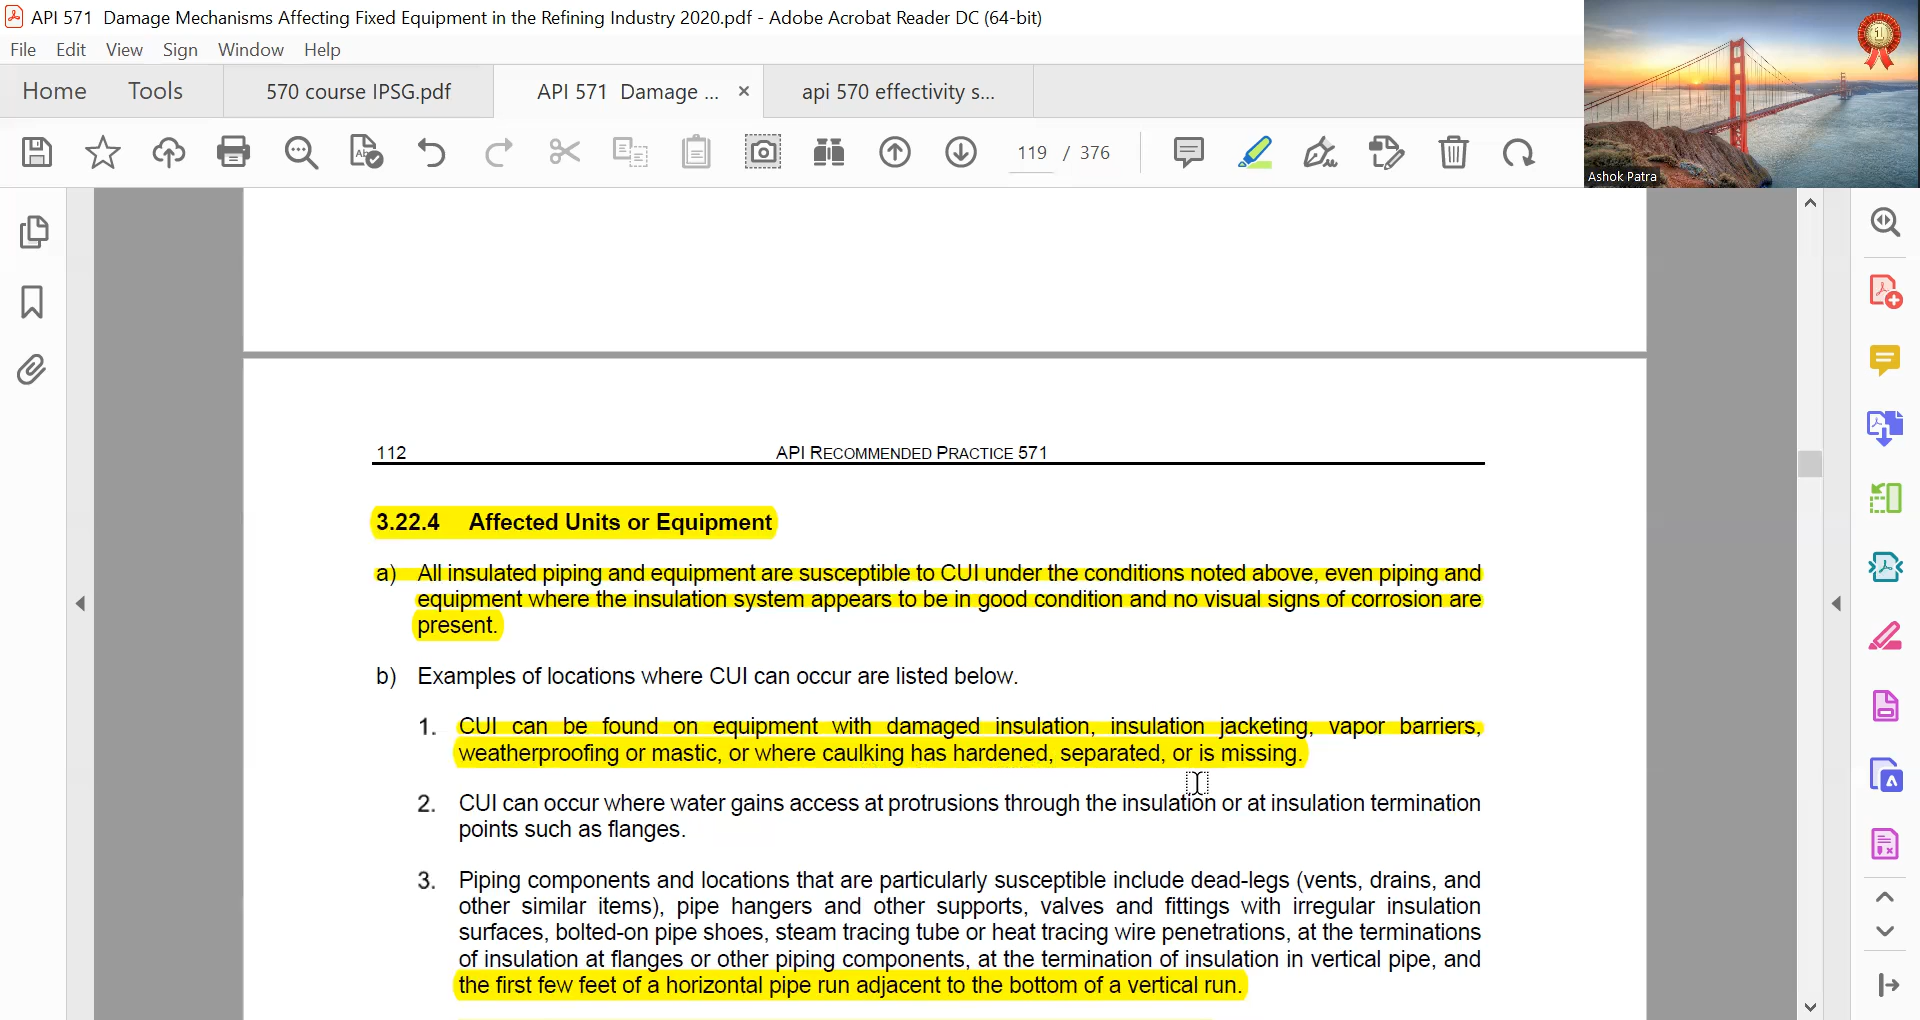 API 571 Damage Mechanisms Affecting Fixed Equipment in the Refining Industry 2020.pdf - Adobe Acrobat Reader DC (64-bit)
File Edit View Sign Window Help
Home Tools 570 course IPSG.pdf API 571 Damage ... × api 570 effectivity s...
119 / 376
1
Ashok Patra
112 API RECOMMENDED PRACTICE 571
3.22.4 Affected Units or Equipment
a) All insulated piping and equipment are susceptible to CUI under the conditions noted above, even piping and
equipment where the insulation system appears to be in good condition and no visual signs of corrosion are
present.
b) Examples of locations where CUI can occur are listed below.
1. CUI can be found on equipment with damaged insulation, insulation jacketing, vapor barriers,
weatherproofing or mastic, or where caulking has hardened, separated, or is missing.
2. CUI can occur where water gains access at protrusions through the insulation or at insulation termination
points such as flanges.
3. Piping components and locations that are particularly susceptible include dead-legs (vents, drains, and
other similar items), pipe hangers and other supports, valves and fittings with irregular insulation
surfaces, bolted-on pipe shoes, steam tracing tube or heat tracing wire penetrations, at the terminations
of insulation at flanges or other piping components, at the termination of insulation in vertical pipe, and
the first few feet of a horizontal pipe run adjacent to the bottom of a vertical run.